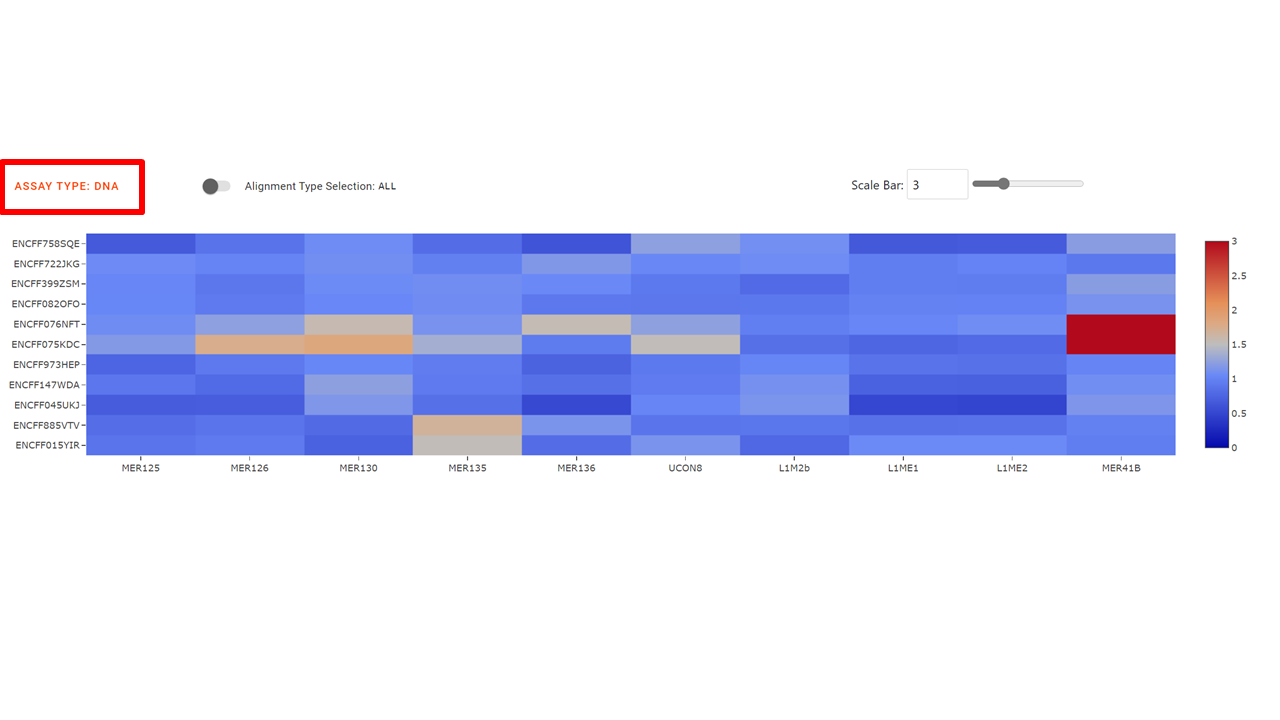 ASSAY TYPE: DNA
Alignment Type Selection: ALL
Scale Bar: 3
ENCFF758SQE
ENCFF722JKG
ENCFF399ZSM
ENCFF082OFO
ENCFF076NFT
ENCFF075KDC
ENCFF973HEP
ENCFF147WDA
ENCFF045UKJ
ENCFF885VTV
ENCFF015YIR
3
2.5
2
1.5
1
0.5
0
MER125 MER126 MER130 MER135 MER136 UCON8 L1M2b L1ME1 L1ME2 MER41B